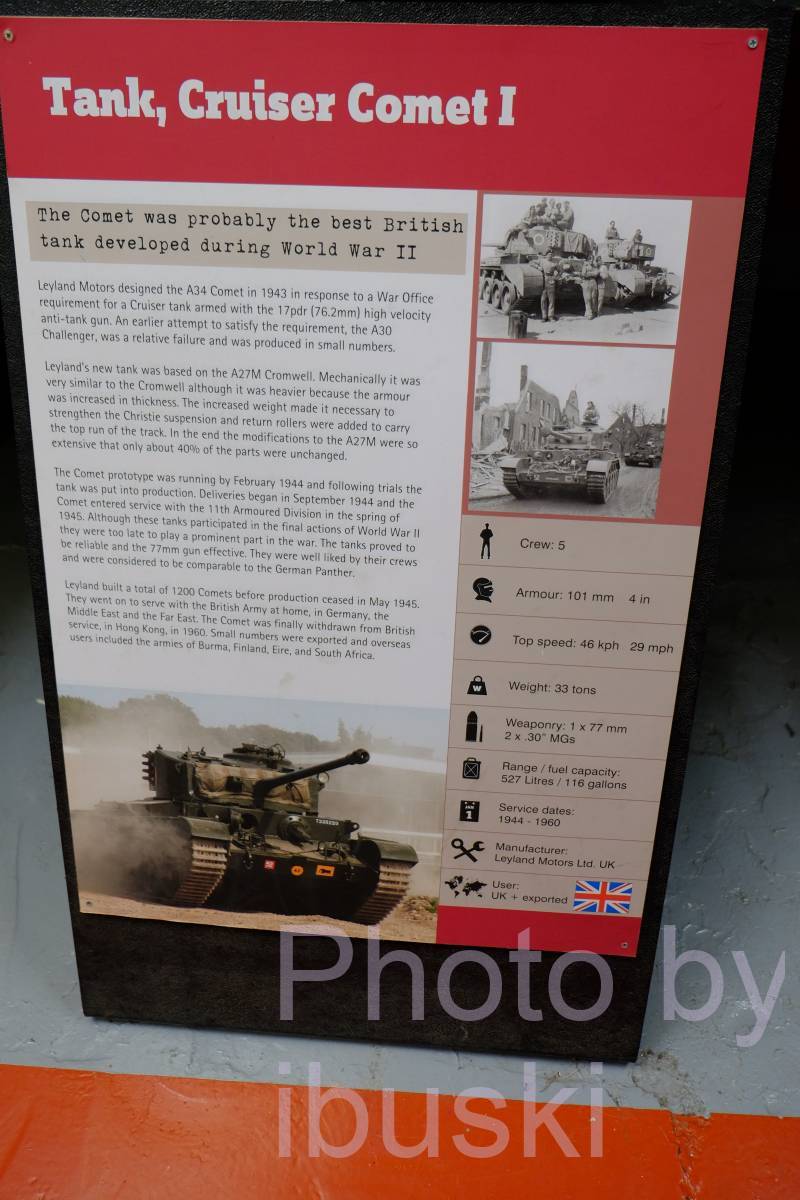 Tank, Cruiser Comet I
The Comet was probably the best British
tank developed during World War II
Leyland Motors designed the A34 Comet in 1943 in response to a War Office
requirement for a Cruiser tank armed with the 17pdr (76.2mm) high velocity
anti-tank gun. An earlier attempt to satisfy the requirement, the A30
Challenger, was a relative failure and was produced in small numbers.
Leyland's new tank was based on the A27M Cromwell. Mechanically it was
very similar to the Cromwell although it was heavier because the armour
was increased in thickness. The increased weight made it necessary to
strengthen the Christie suspension and return rollers were added to carry
the top run of the track. In the end the modifications to the A27M were so
extensive that only about 40% of the parts were unchanged.
The Comet prototype was running by February 1944 and following trials the
tank was put into production. Deliveries began in September 1944 and the
Comet entered service with the 11th Armoured Division in the spring of
1945. Although these tanks participated in the final actions of World War II
they were too late to play a prominent part in the war. The tanks proved to
be reliable and the 77mm gun effective. They were well liked by their crews
and were considered to be comparable to the German Panther.
Leyland built a total of 1200 Comets before production ceased in May 1945.
They went on to serve with the British Army at home, in Germany, the
Middle East and the Far East. The Comet was finally withdrawn from British
service, in Hong Kong, in 1960. Small numbers were exported and overseas
users included the armies of Burma, Finland, Eire, and South Africa.
Crew: 5
Armour: 101 mm 4 in
Top speed: 46 kph 29 mph
W
Weight: 33 tons
Weaponry: 1 x 77 mm
2 x .30" MGs
Range / fuel capacity:
527 Litres / 116 gallons
JAN
1
Service dates:
1944 - 1960
Manufacturer:
Leyland Motors Ltd. UK
User:
UK + exported
Photo by
ibuski